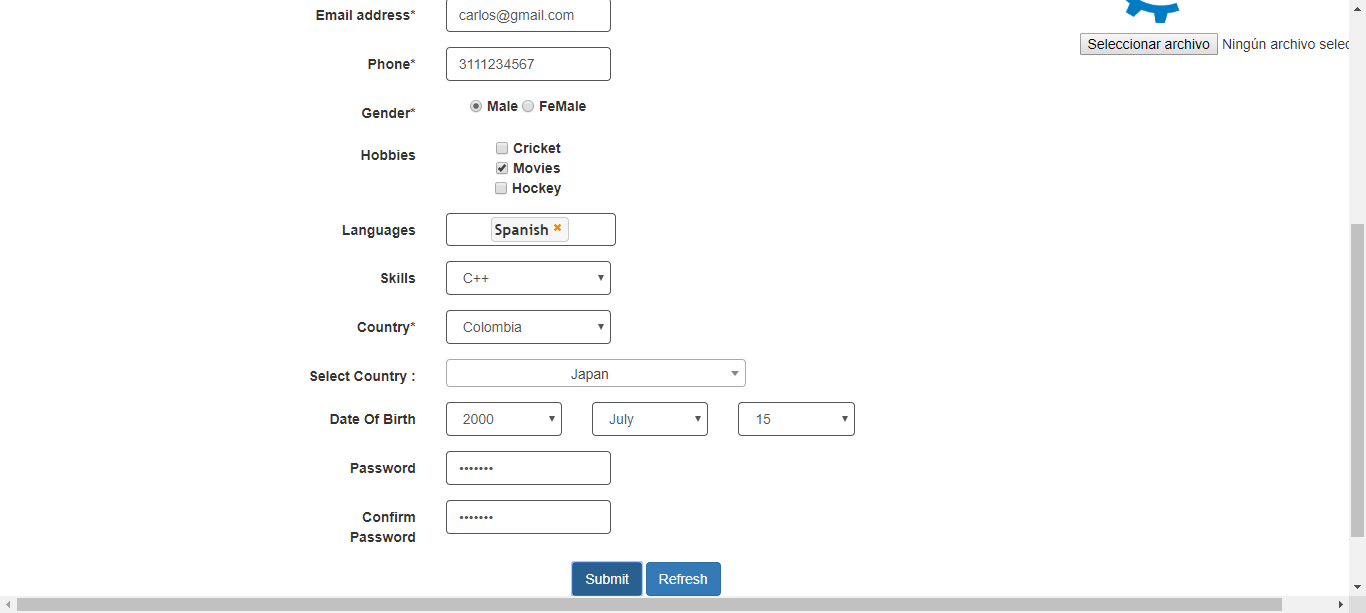 Email address* carlos@gmail.com
Seleccionar archivo Ningún archivo selec
Phone* 3111234567
Gender* Male FeMale
Hobbies Cricket
Movies
Hockey
Languages Spanish
Skills C++
Country* Colombia
Select Country : Japan
Date Of Birth 2000 July 15
Password •••••••
Confirm Password •••••••
Submit Refresh